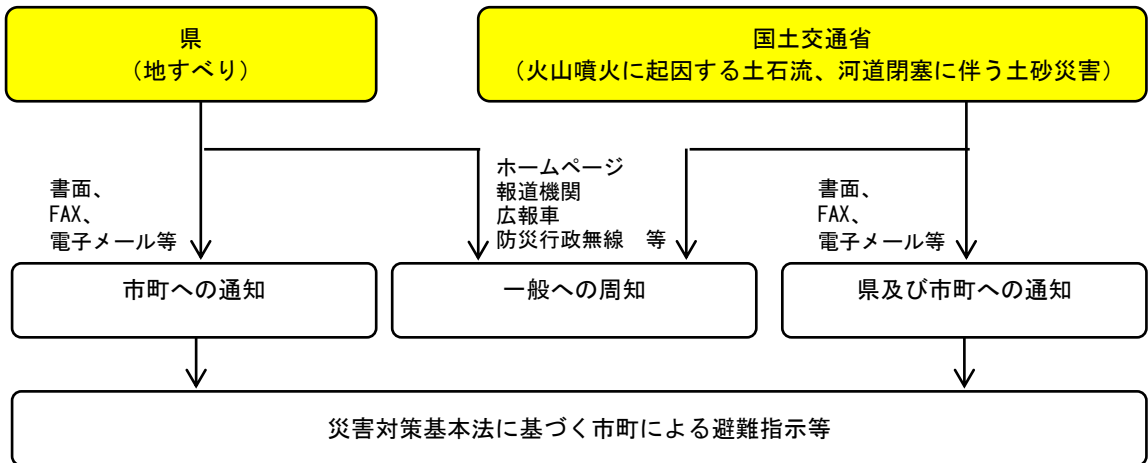 県
（地すべり）
国土交通省
（火山噴火に起因する土石流、河道閉塞に伴う土砂災害）
書面、
FAX、
電子メール等
ホームページ
報道機関
広報車
防災行政無線　等
書面、
FAX、
電子メール等
市町への通知
一般への周知
県及び市町への通知
災害対策基本法に基づく市町による避難指示等